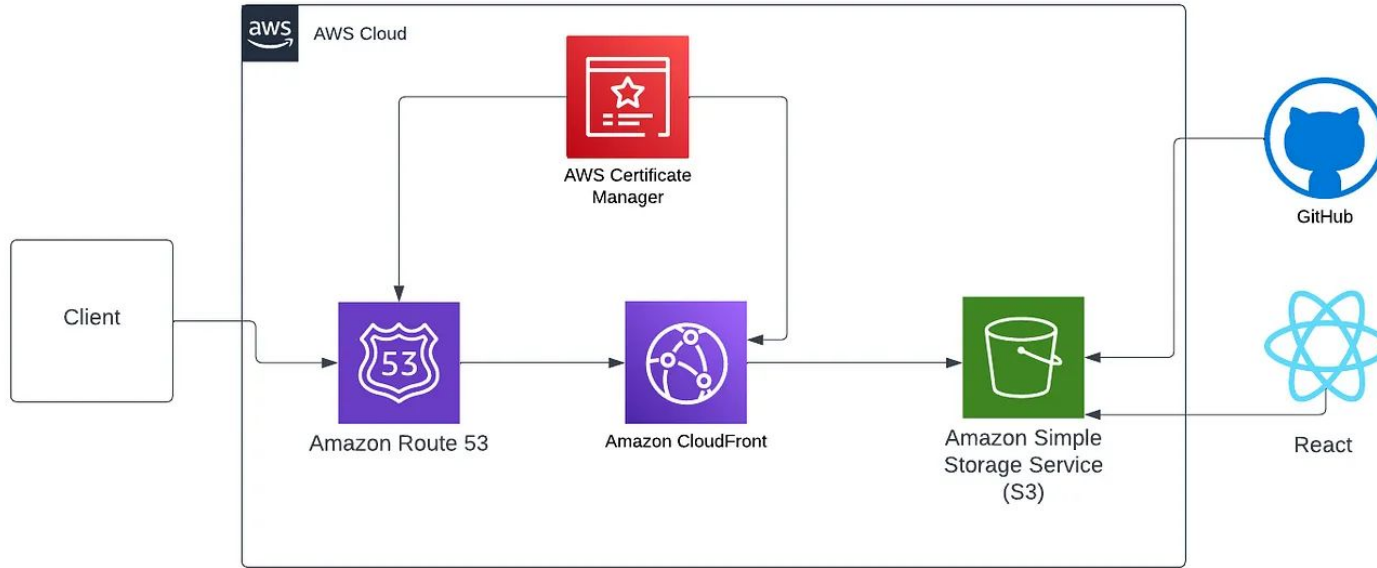 aws
AWS Cloud
AWS Certificate
Manager
GitHub
Client
53
Amazon Route 53
Amazon CloudFront
Amazon Simple
Storage Service
(S3)
React